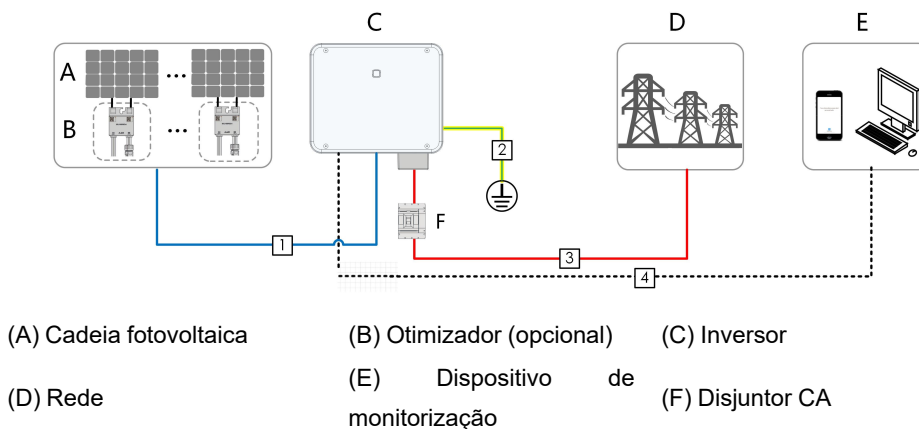 C D E
A ...
B ...
2
F
1
3
4
(A) Cadeia fotovoltaica (B) Otimizador (opcional) (C) Inversor
(D) Rede (E) Dispositivo de monitorização (F) Disjuntor CA